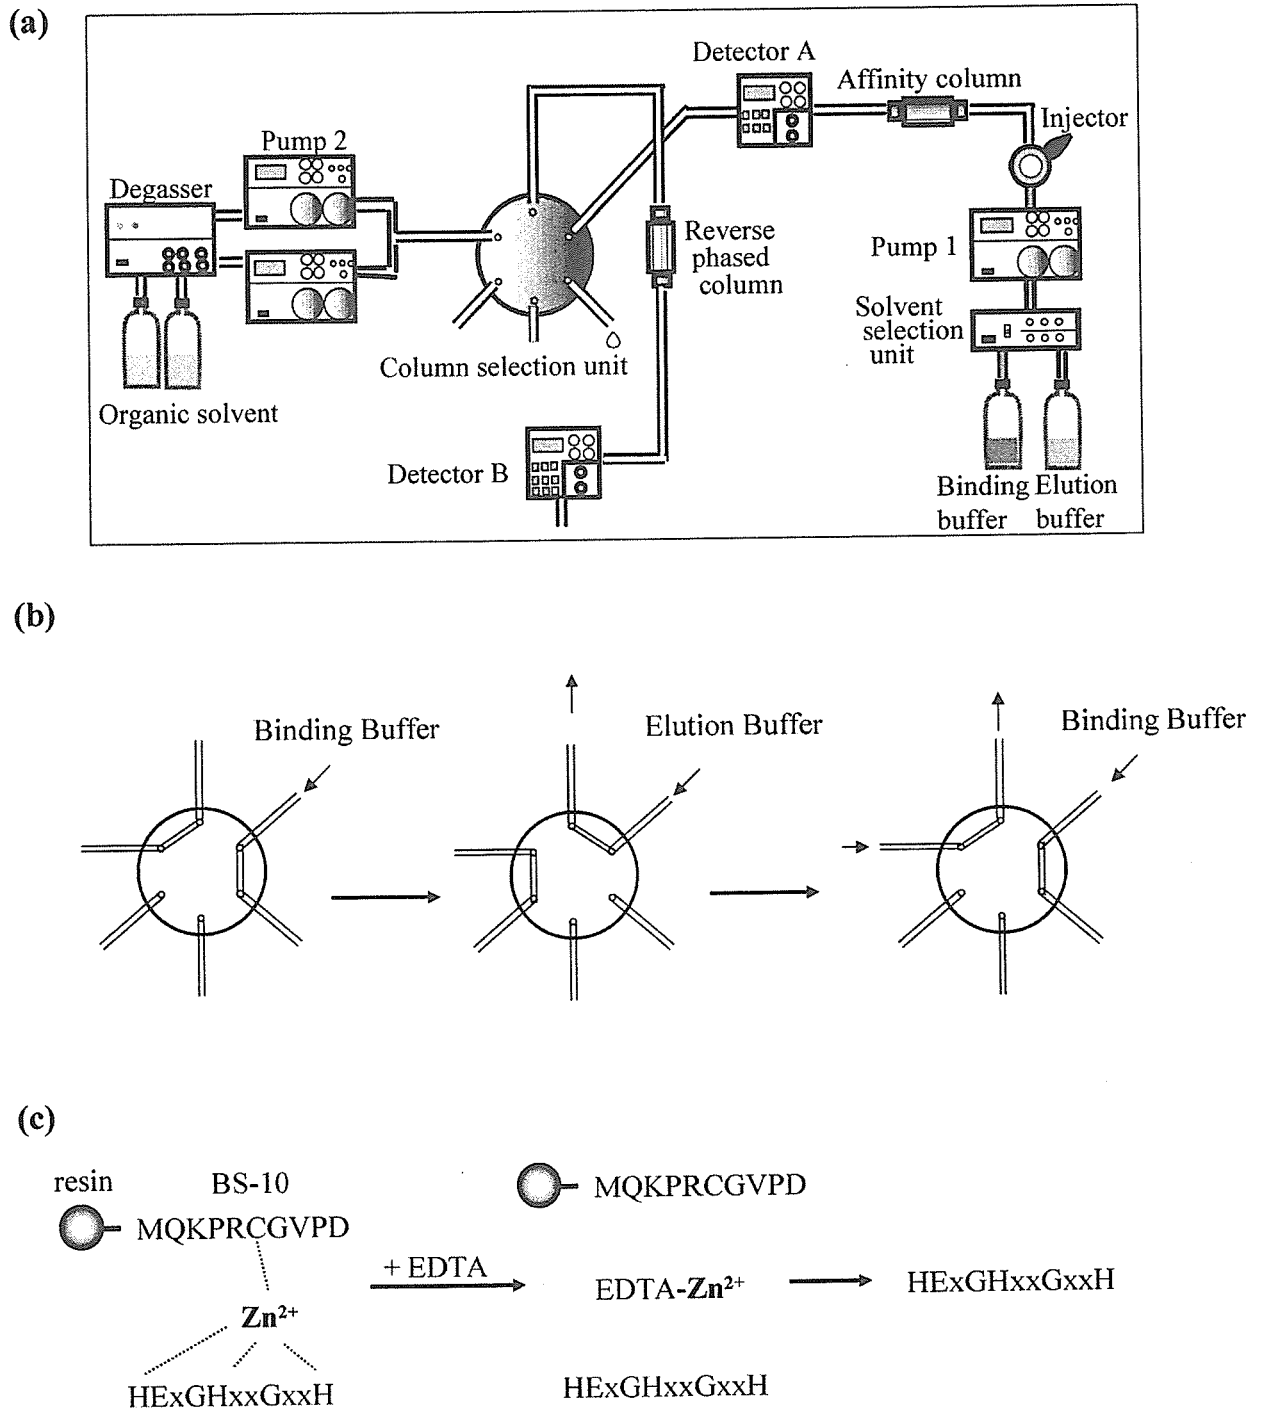 (a)
Detector A
Affinity column
Injector
Pump 2
Degasser
Reverse
phased
column
Pump 1
Solvent
selection
unit
Column selection unit
Organic solvent
Detector B
Binding Elution
buffer buffer
(b)
Binding Buffer
Elution Buffer
Binding Buffer
(c)
resin BS-10
MQKPRCGVPD
MQKPRCGVPD
+ EDTA
EDTA-Zn²⁺
HExGHxxGxxH
Zn²⁺
HExGHxxGxxH
HExGHxxGxxH